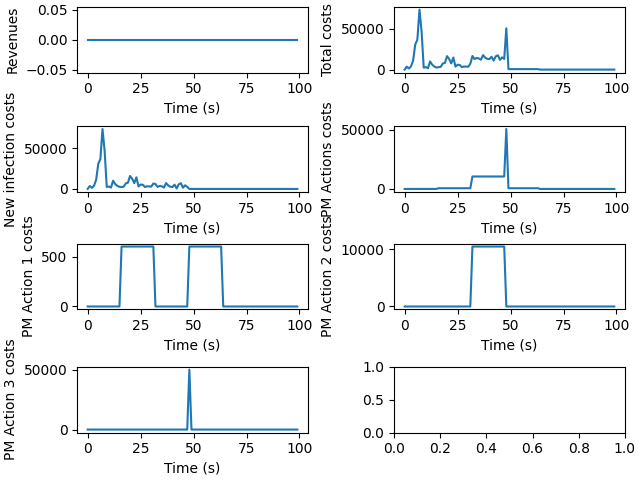 Revenues
0.05
0.00
−0.05
0 25 50 75 100
Time (s)
Total costs
50000
0
0 25 50 75 100
Time (s)
New infection costs
50000
0
0 25 50 75 100
Time (s)
PM Actions costs
50000
0
0 25 50 75 100
Time (s)
PM Action 1 costs
500
0
0 25 50 75 100
Time (s)
PM Action 2 costs
10000
0
0 25 50 75 100
Time (s)
PM Action 3 costs
50000
0
0 25 50 75 100
Time (s)
1.0
0.5
0.0
0.0 0.2 0.4 0.6 0.8 1.0